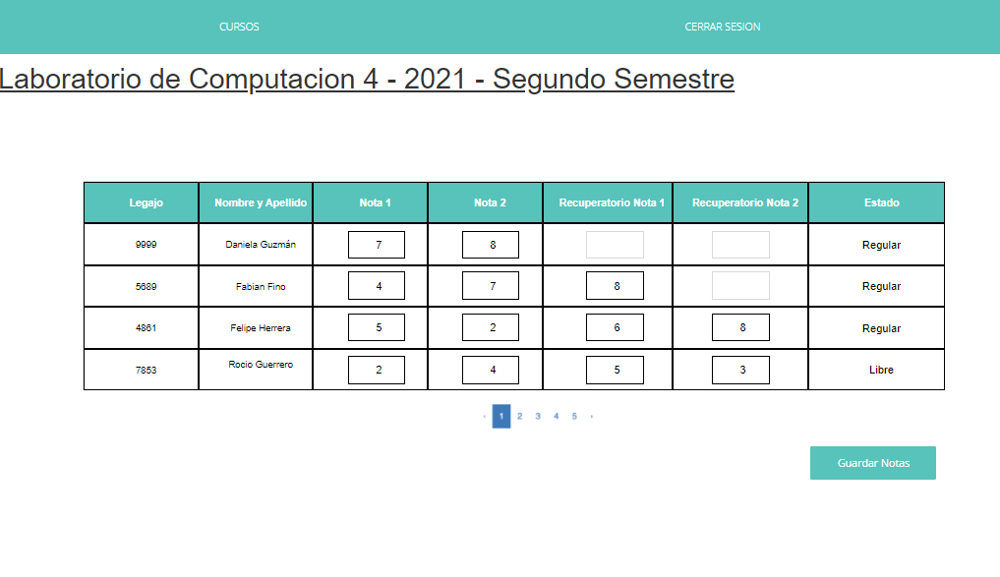 CURSOS CERRAR SESION
Laboratorio de Computacion 4 - 2021 - Segundo Semestre
Legajo Nombre y Apellido Nota 1 Nota 2 Recuperatorio Nota 1 Recuperatorio Nota 2 Estado
9999 Daniela Guzmán 7 8 Regular
5689 Fabian Fino 4 7 8 Regular
4861 Felipe Herrera 5 2 6 8 Regular
7853 Rocio Guerrero 2 4 5 3 Libre
1 2 3 4 5
Guardar Notas